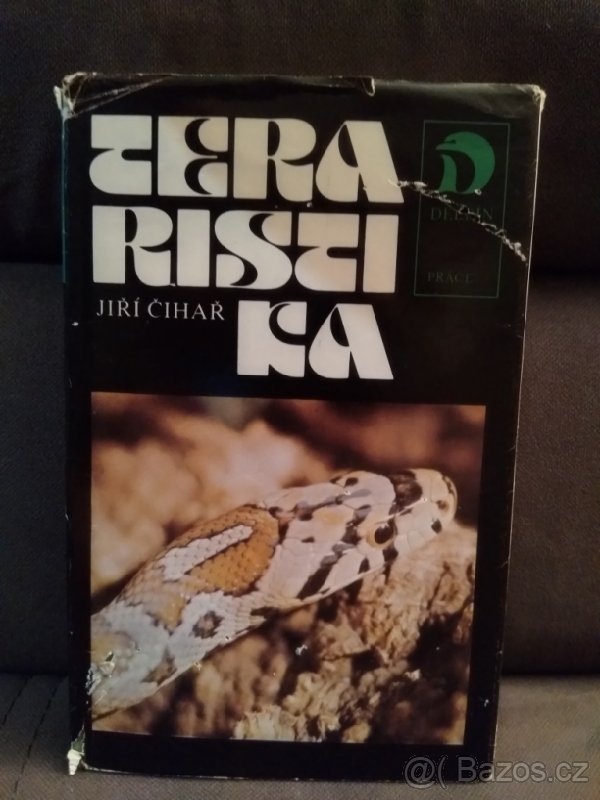 TERA
RISTI
KA
JIŘÍ ČIHAŘ
D
DELFÍN
PRÁCE
@( Bazos.cz